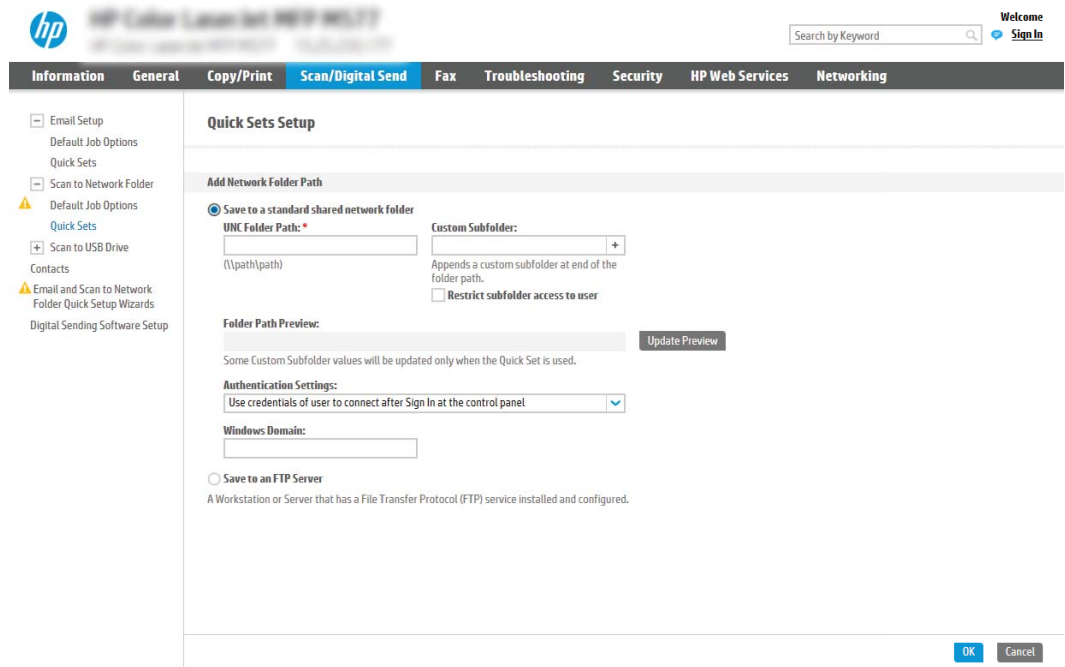 hp
HP Color LaserJet MFP M577
Welcome
Search by Keyword
Sign In
Information General Copy/Print Scan/Digital Send Fax Troubleshooting Security HP Web Services Networking
Email Setup
Default Job Options
Quick Sets
Scan to Network Folder
Default Job Options
Quick Sets
Scan to USB Drive
Contacts
Email and Scan to Network
Folder Quick Setup Wizards
Digital Sending Software Setup
Quick Sets Setup
Add Network Folder Path
Save to a standard shared network folder
UNC Folder Path: * Custom Subfolder:
(\\path\path)
Appends a custom subfolder at end of the
folder path.
Restrict subfolder access to user
Folder Path Preview:
Update Preview
Some Custom Subfolder values will be updated only when the Quick Set is used.
Authentication Settings:
Use credentials of user to connect after Sign In at the control panel
Windows Domain:
Save to an FTP Server
A Workstation or Server that has a File Transfer Protocol (FTP) service installed and configured.
OK Cancel